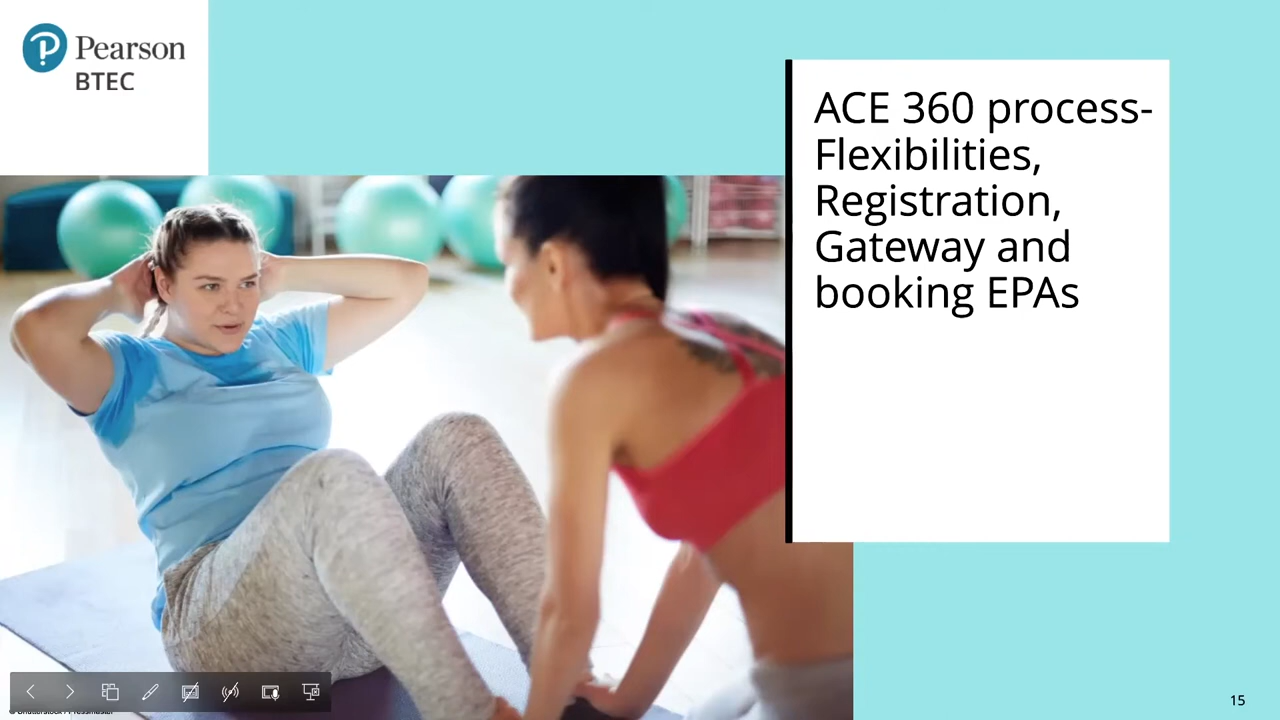 Pearson
BTEC
ACE 360 process-
Flexibilities,
Registration,
Gateway and
booking EPAs
15